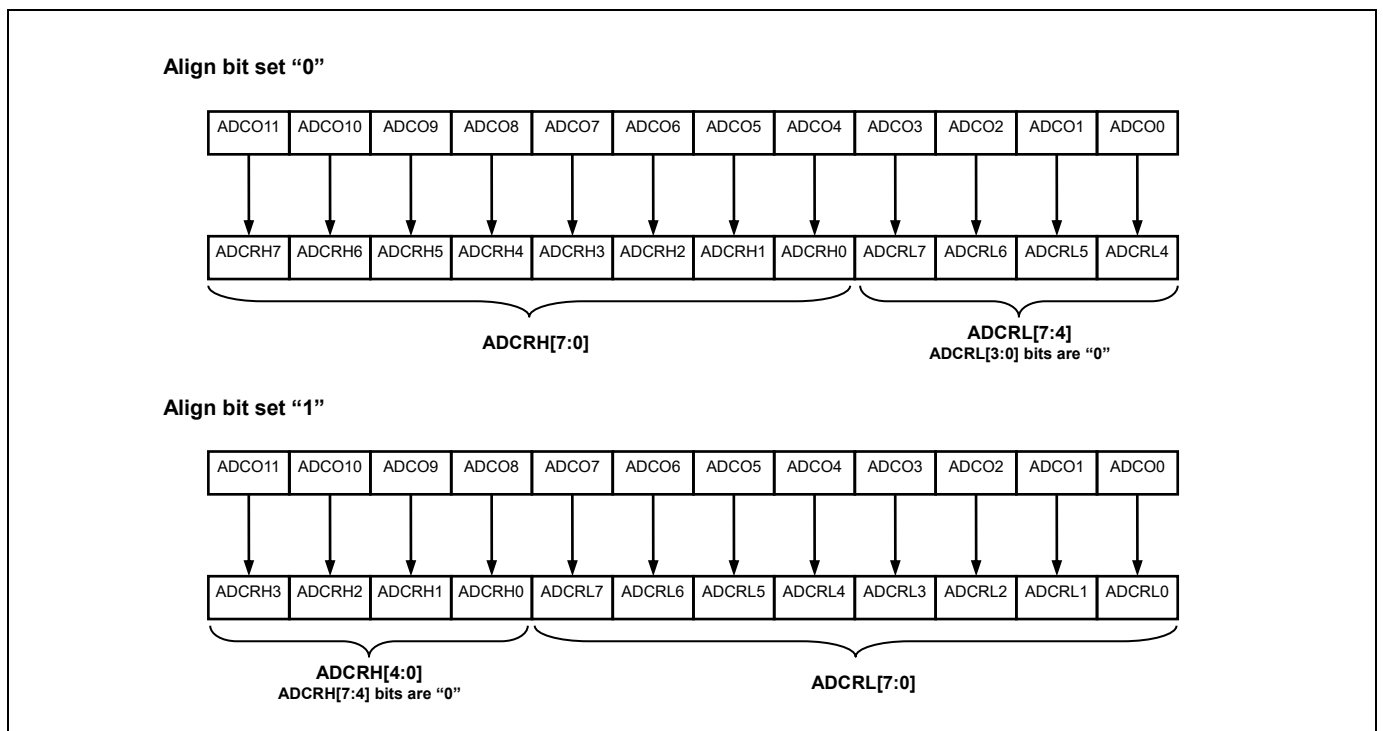 Align bit set “0”
ADCO11 ADCO10 ADCO9 ADCO8 ADCO7 ADCO6 ADCO5 ADCO4 ADCO3 ADCO2 ADCO1 ADCO0
ADCRH7 ADCRH6 ADCRH5 ADCRH4 ADCRH3 ADCRH2 ADCRH1 ADCRH0 ADCRL7 ADCRL6 ADCRL5 ADCRL4
ADCRH[7:0]
ADCRL[7:4]
ADCRL[3:0] bits are “0”
Align bit set “1”
ADCO11 ADCO10 ADCO9 ADCO8 ADCO7 ADCO6 ADCO5 ADCO4 ADCO3 ADCO2 ADCO1 ADCO0
ADCRH3 ADCRH2 ADCRH1 ADCRH0 ADCRL7 ADCRL6 ADCRL5 ADCRL4 ADCRL3 ADCRL2 ADCRL1 ADCRL0
ADCRH[4:0]
ADCRH[7:4] bits are “0”
ADCRL[7:0]